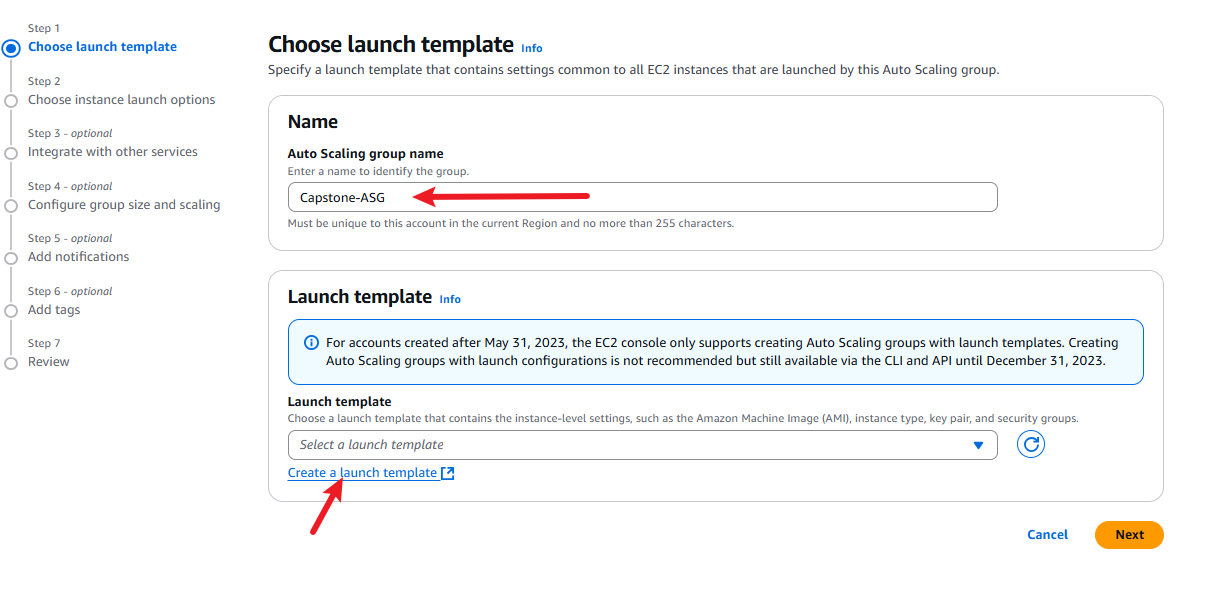 Step 1
Choose launch template
Step 2
Choose instance launch options
Step 3 - optional
Integrate with other services
Step 4 - optional
Configure group size and scaling
Step 5 - optional
Add notifications
Step 6 - optional
Add tags
Step 7
Review
Choose launch template Info
Specify a launch template that contains settings common to all EC2 instances that are launched by this Auto Scaling group.
Name
Auto Scaling group name
Enter a name to identify the group.
Capstone-ASG
Must be unique to this account in the current Region and no more than 255 characters.
Launch template Info
For accounts created after May 31, 2023, the EC2 console only supports creating Auto Scaling groups with launch templates. Creating
Auto Scaling groups with launch configurations is not recommended but still available via the CLI and API until December 31, 2023.
Launch template
Choose a launch template that contains the instance-level settings, such as the Amazon Machine Image (AMI), instance type, key pair, and security groups.
Select a launch template
Create a launch template
Cancel
Next